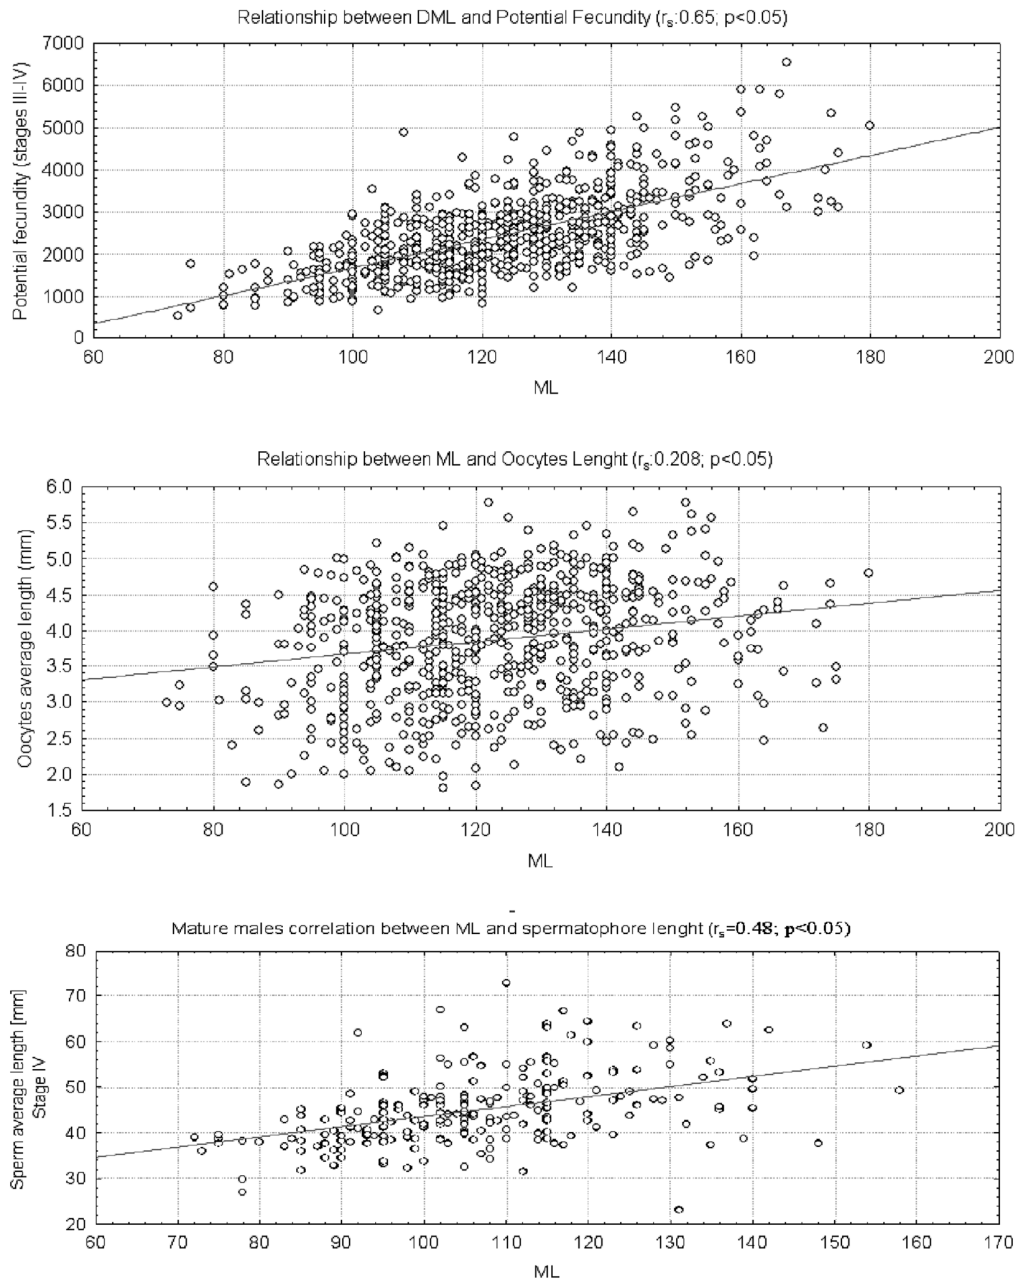 Relationship between DML and Potential Fecundity (rs:0.65; p<0.05)
Potential fecundity (stages III-IV)
7000
6000
5000
4000
3000
2000
1000
0
60 80 100 120 140 160 180 200
ML
Relationship between ML and Oocytes Lenght (rs:0.208; p<0.05)
Oocytes average length (mm)
6.0
5.5
5.0
4.5
4.0
3.5
3.0
2.5
2.0
1.5
60 80 100 120 140 160 180 200
ML
Mature males correlation between ML and spermatophore lenght (rs=0.48; p<0.05)
Sperm average length [mm]
Stage IV
80
70
60
50
40
30
20
60 70 80 90 100 110 120 130 140 150 160 170
ML